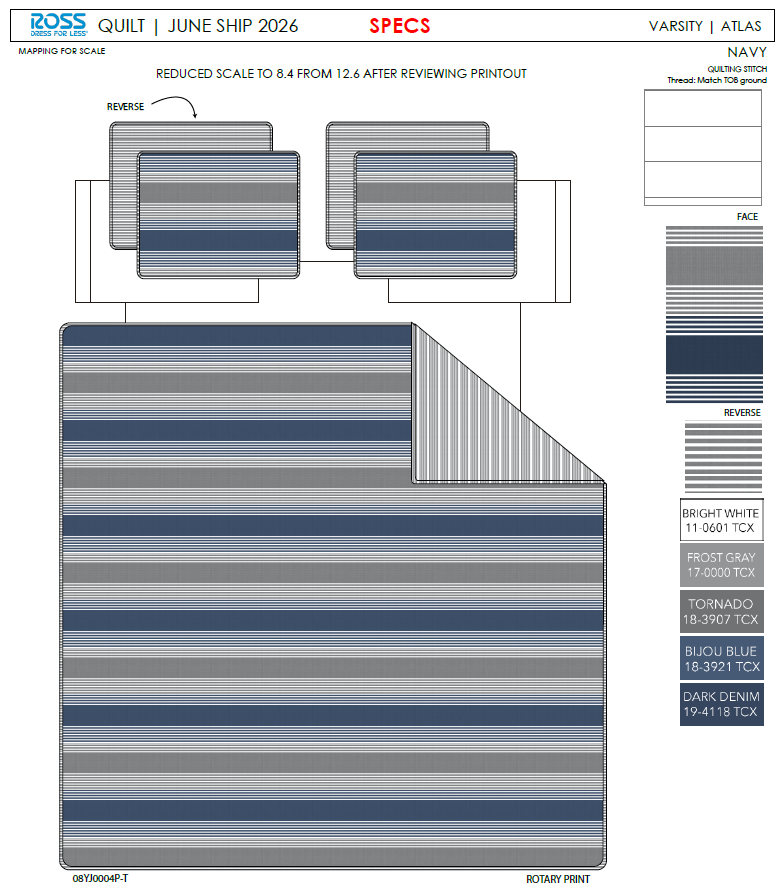 ROSS
DRESS FOR LESS®
QUILT | JUNE SHIP 2026
SPECS
VARSITY | ATLAS
MAPPING FOR SCALE
NAVY
QUILTING STITCH
Thread: Match TOB ground
REDUCED SCALE TO 8.4 FROM 12.6 AFTER REVIEWING PRINTOUT
REVERSE
FACE
REVERSE
BRIGHT WHITE
11-0601 TCX
FROST GRAY
17-0000 TCX
TORNADO
18-3907 TCX
BIJOU BLUE
18-3921 TCX
DARK DENIM
19-4118 TCX
08YJ0004P-T
ROTARY PRINT